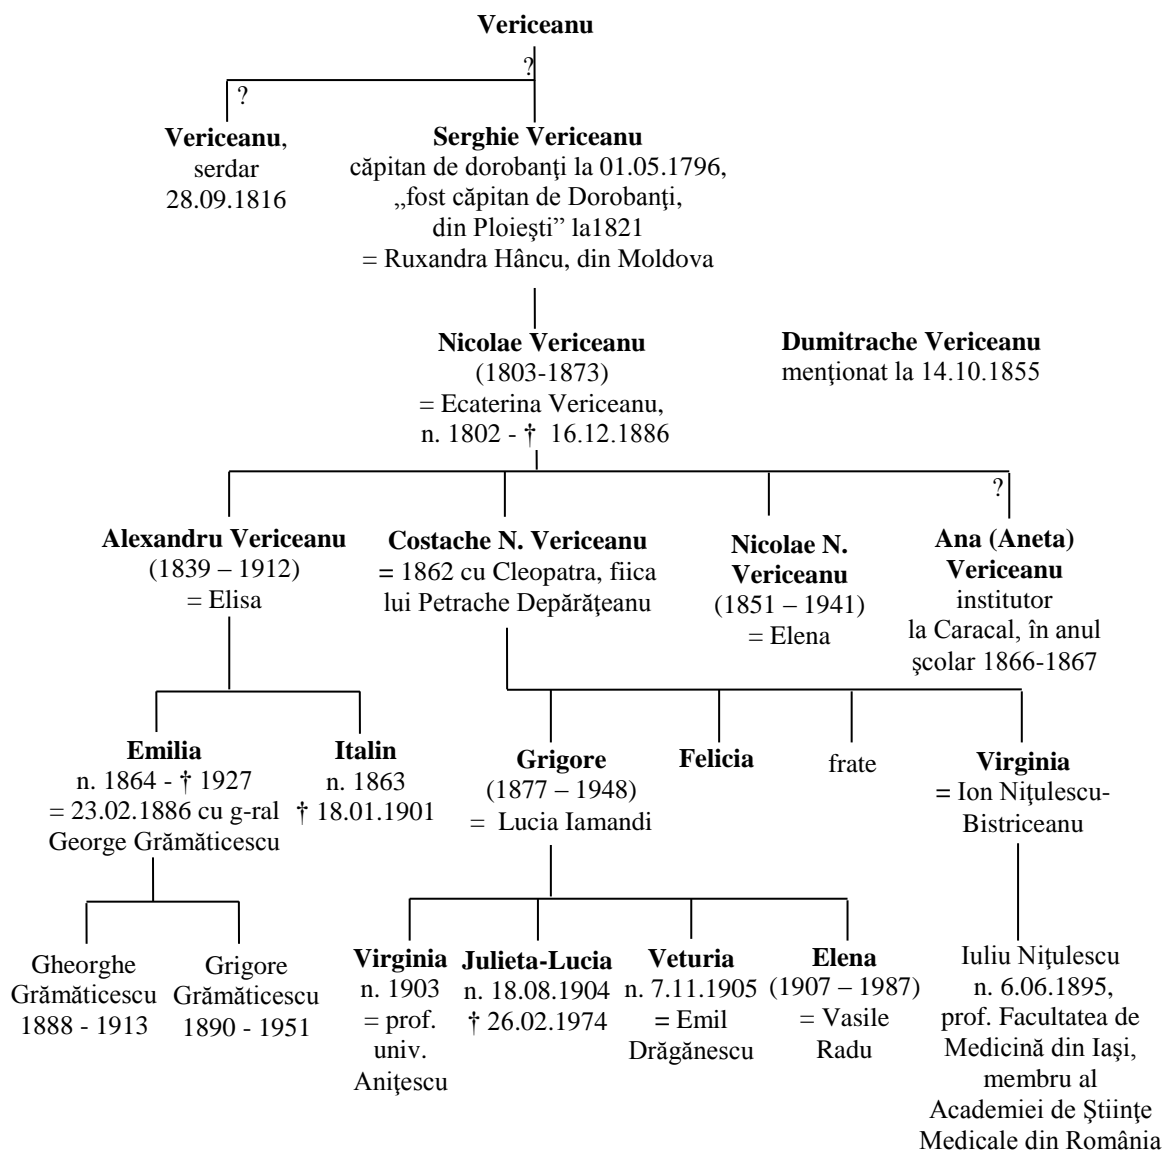 Vericeanu
?
?
Vericeanu,
serdar
28.09.1816
Serghie Vericeanu
căpitan de dorobanţi la 01.05.1796,
„fost căpitan de Dorobanţi,
din Ploieşti” la1821
= Ruxandra Hâncu, din Moldova
Nicolae Vericeanu
(1803-1873)
= Ecaterina Vericeanu,
n. 1802 - † 16.12.1886
Dumitrache Vericeanu
menţionat la 14.10.1855
?
Alexandru Vericeanu
(1839 – 1912)
= Elisa
Costache N. Vericeanu
= 1862 cu Cleopatra, fiica
lui Petrache Depărăţeanu
Nicolae N.
Vericeanu
(1851 – 1941)
= Elena
Ana (Aneta)
Vericeanu
institutor
la Caracal, în anul
şcolar 1866-1867
Emilia
n. 1864 - † 1927
= 23.02.1886 cu g-ral
George Grămăticescu
Italin
n. 1863
† 18.01.1901
Grigore
(1877 – 1948)
= Lucia Iamandi
Felicia
frate
Virginia
= Ion Niţulescu-
Bistriceanu
Gheorghe
Grămăticescu
1888 - 1913
Grigore
Grămăticescu
1890 - 1951
Virginia
n. 1903
= prof.
univ.
Aniţescu
Julieta-Lucia
n. 18.08.1904
† 26.02.1974
Veturia
n. 7.11.1905
= Emil
Drăgănescu
Elena
(1907 – 1987)
= Vasile
Radu
Iuliu Niţulescu
n. 6.06.1895,
prof. Facultatea de
Medicină din Iaşi,
membru al
Academiei de Ştiinţe
Medicale din România